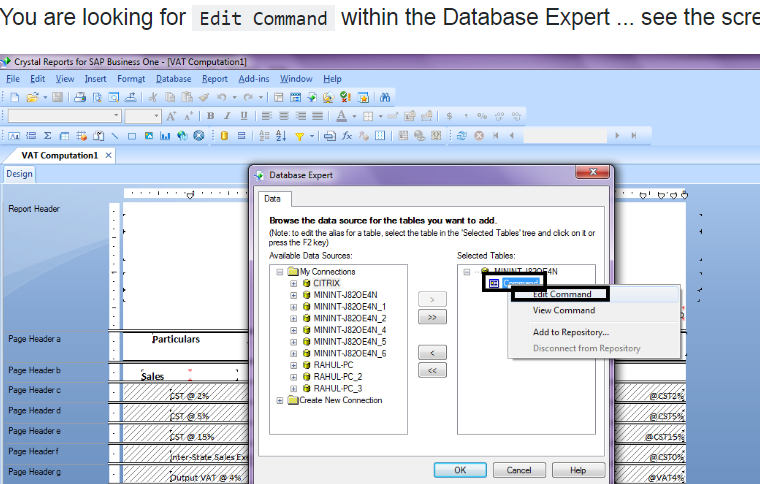 You are looking for Edit Command within the Database Expert ... see the scre
Crystal Reports for SAP Business One - [VAT Computation1]
File Edit View Insert Format Database Report Add-ins Window Help
VAT Computation1
Design
Database Expert
Data
Browse the data source for the tables you want to add.
(Note: to edit the alias for a table, select the table in the 'Selected Tables' tree and click on it or
press the F2 key)
Available Data Sources:
Selected Tables:
My Connections
CITRIX
MININT-J82OE4N
MININT-J82OE4N_1
MININT-J82OE4N_2
MININT-J82OE4N_4
MININT-J82OE4N_5
MININT-J82OE4N_6
RAHUL-PC
RAHUL-PC_2
RAHUL-PC_3
Create New Connection
>
>>
<
<<
MININT-J82OE4N
Command
Edit Command
View Command
Add to Repository...
Disconnect from Repository
OK Cancel Help
Report Header
Page Header a
Particulars
Page Header b
Sales
Page Header c
CST @ 2%
@CST2%
Page Header d
CST @ 5%
@CST5%
Page Header e
CST @ 15%
@CST15%
Page Header f
Inter-State Sales Exe
@CST0%
Page Header g
Output VAT @ 4%
@VAT4%